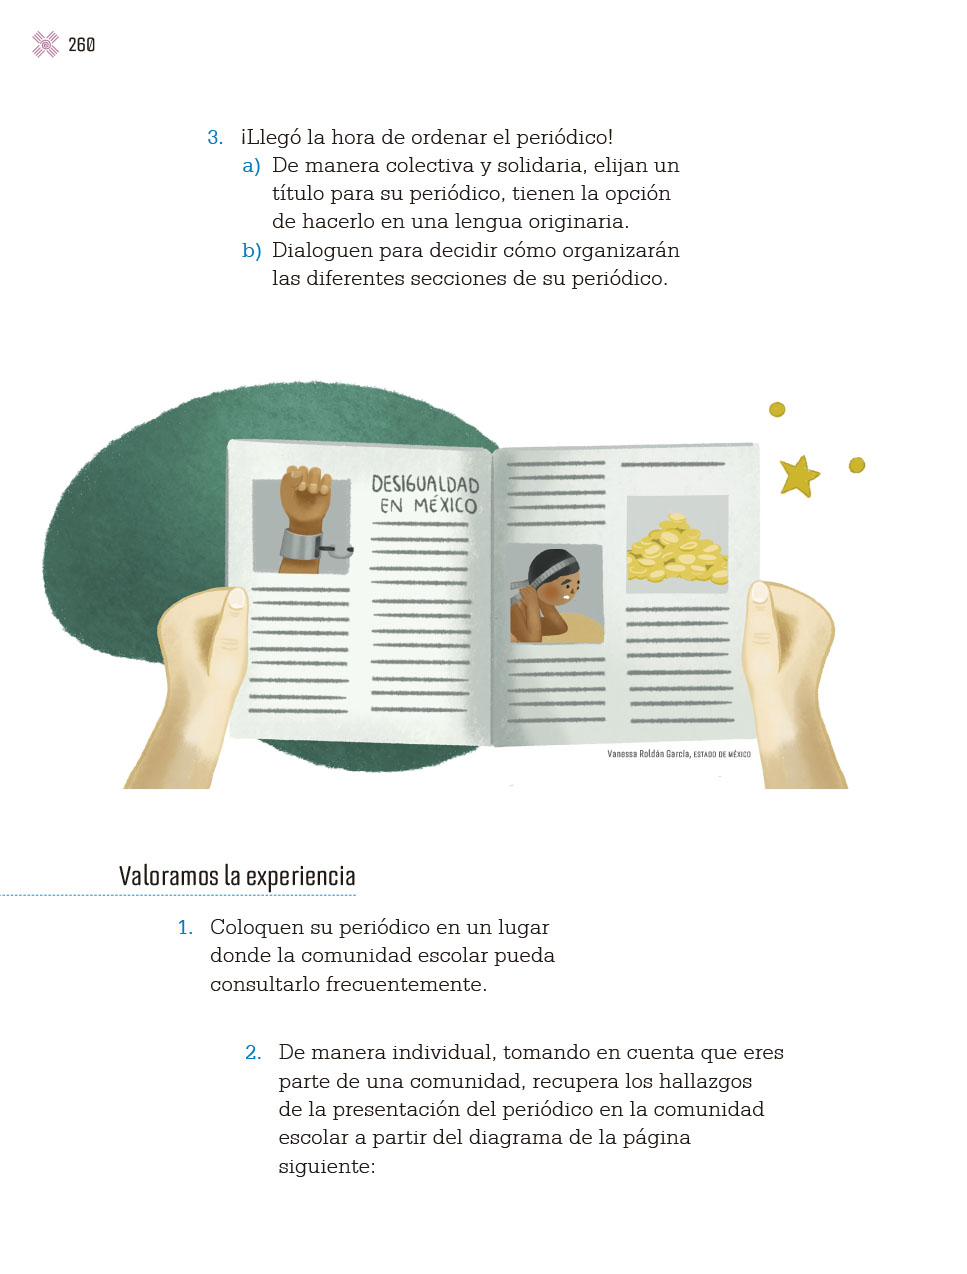 260
3. ¡Llegó la hora de ordenar el periódico!
a) De manera colectiva y solidaria, elijan un
título para su periódico, tienen la opción
de hacerlo en una lengua originaria.
b) Dialoguen para decidir cómo organizarán
las diferentes secciones de su periódico.
DESIGUALDAD
EN MÉXICO
Vanessa Roldán García, ESTADO DE MÉXICO
Valoramos la experiencia
1. Coloquen su periódico en un lugar
donde la comunidad escolar pueda
consultarlo frecuentemente.
2. De manera individual, tomando en cuenta que eres
parte de una comunidad, recupera los hallazgos
de la presentación del periódico en la comunidad
escolar a partir del diagrama de la página
siguiente: